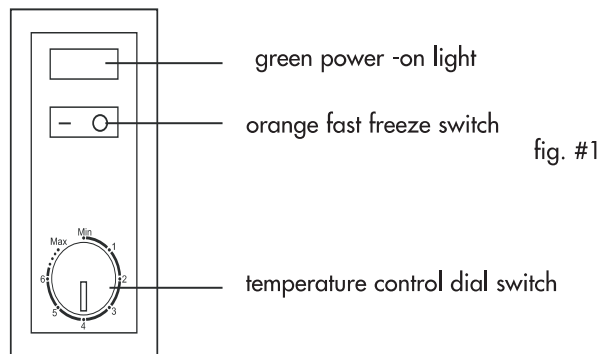 green power -on light
orange fast freeze switch
fig. #1
Min
Max
1
6
2
5
3
4
temperature control dial switch